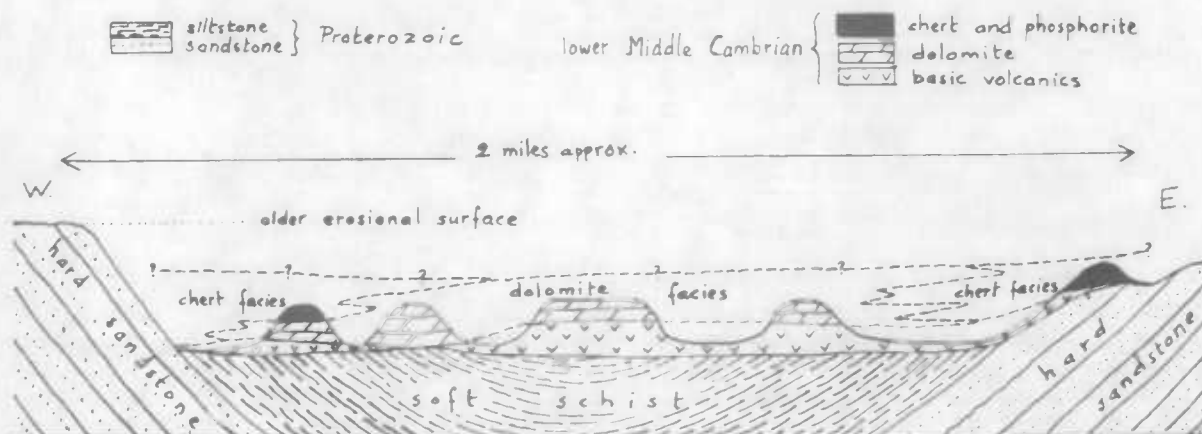 siltstone
sandstone } Proterozoic
lower Middle Cambrian {
chert and phosphorite
dolomite
basic volcanics
2 miles approx.
W.
E.
older erosional surface
? ? ? ? ? ?
chert facies
dolomite facies
chert facies
hard sandstone
soft schist
hard sandstone